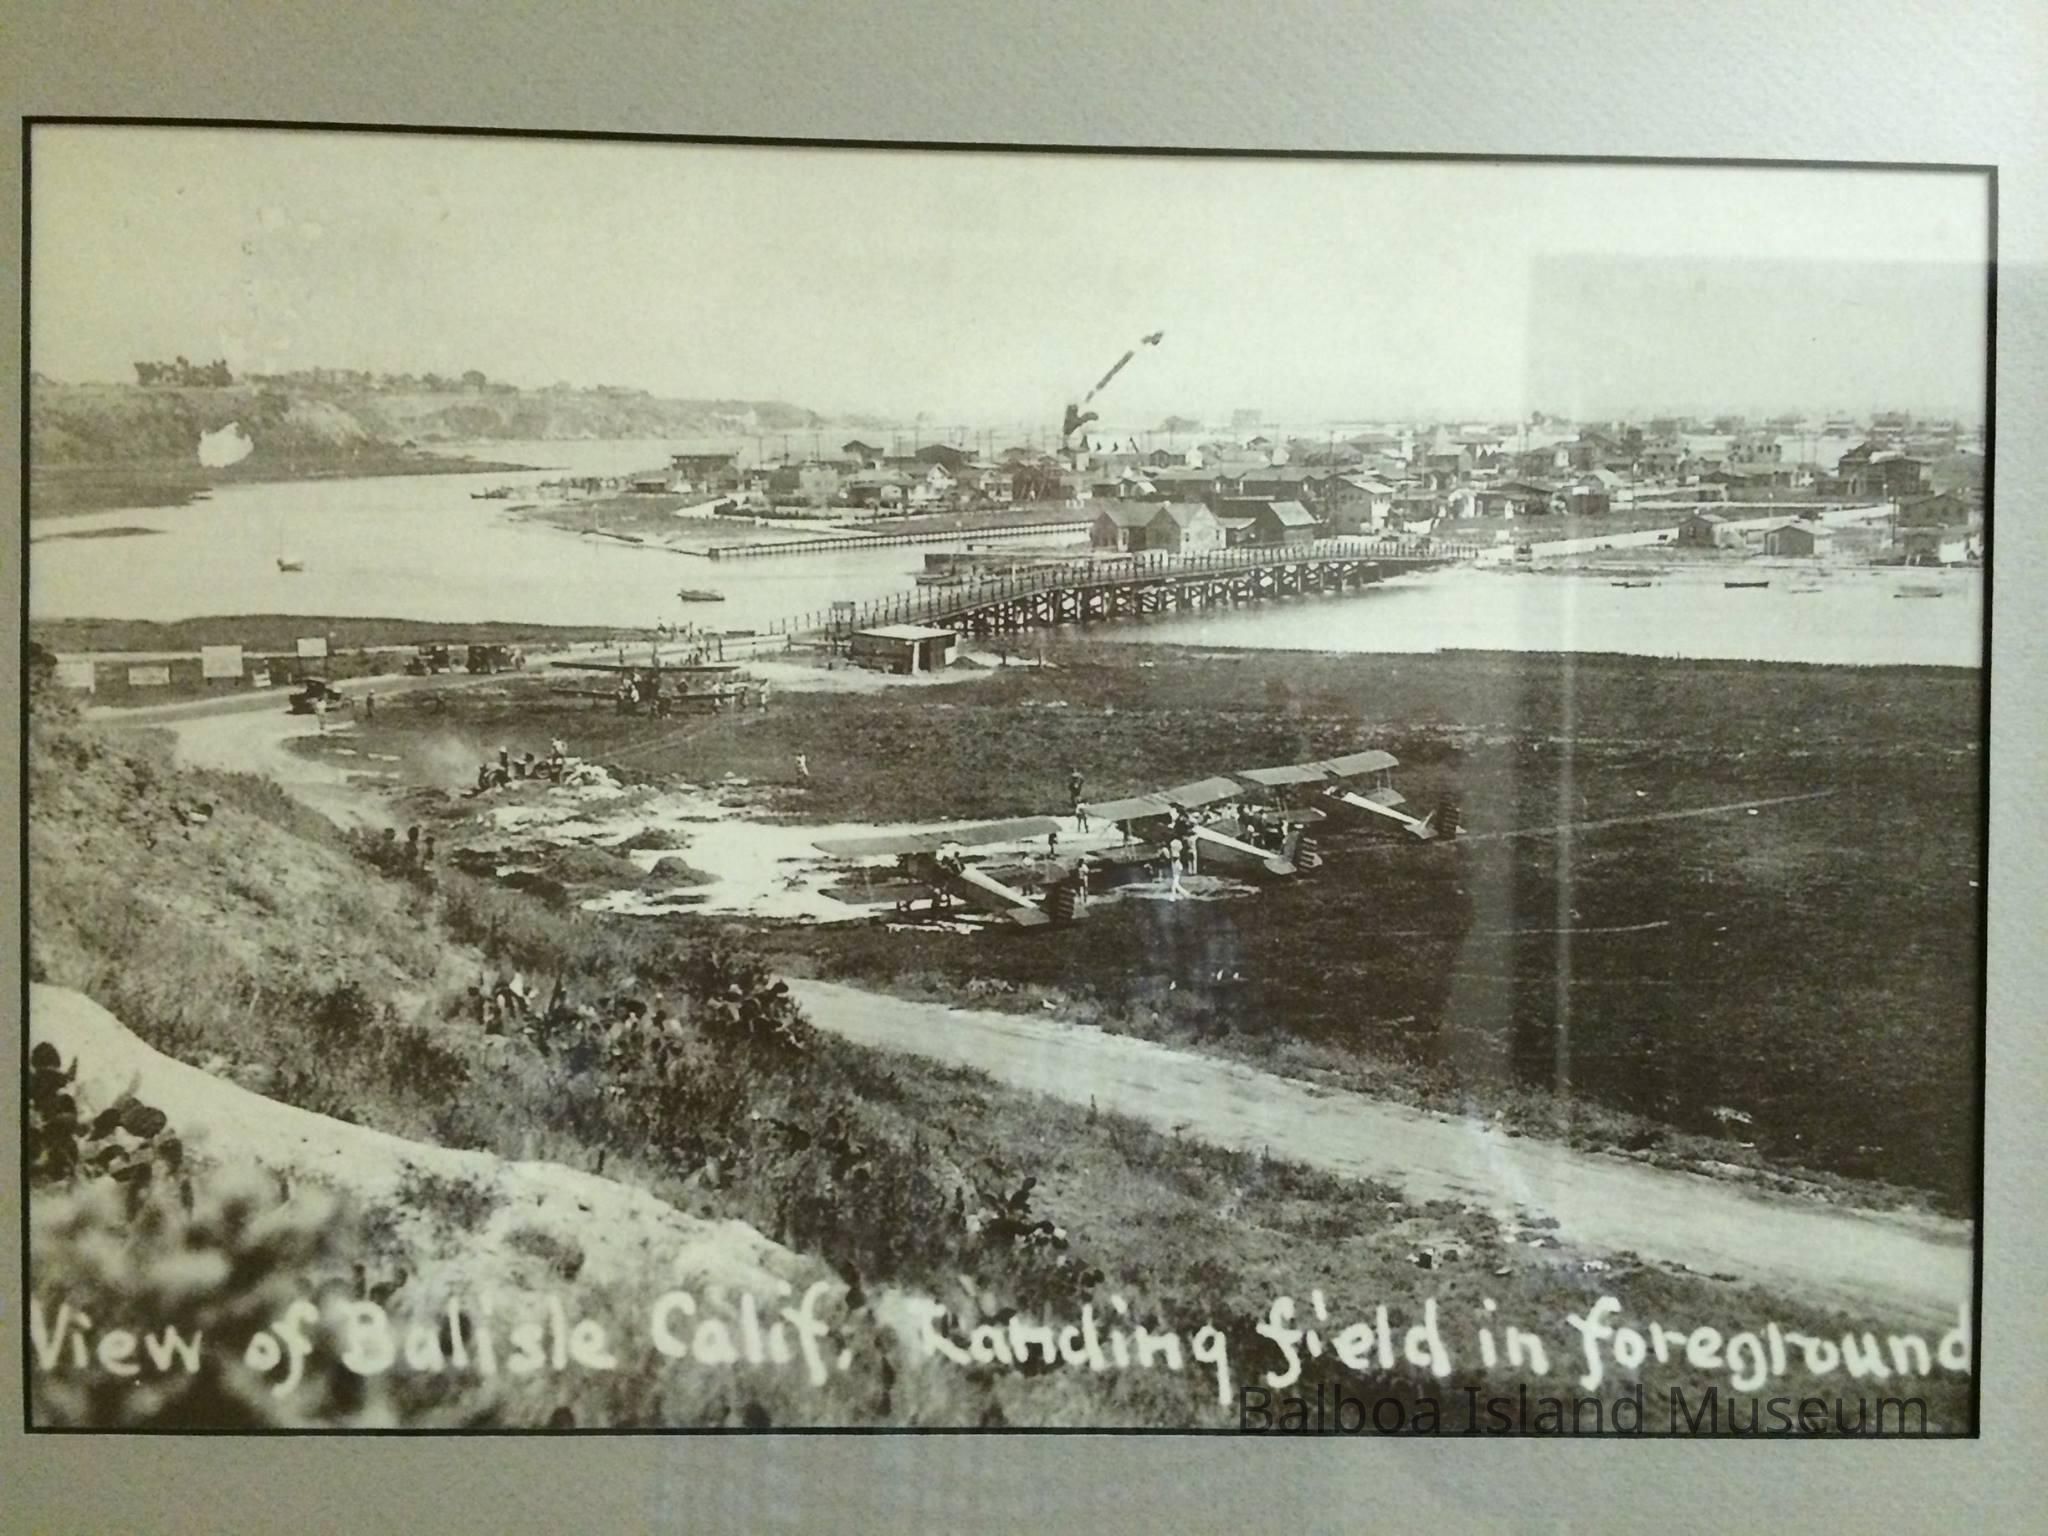 View of Balisle Calif. Landing field in foreground
Balboa Island Museum